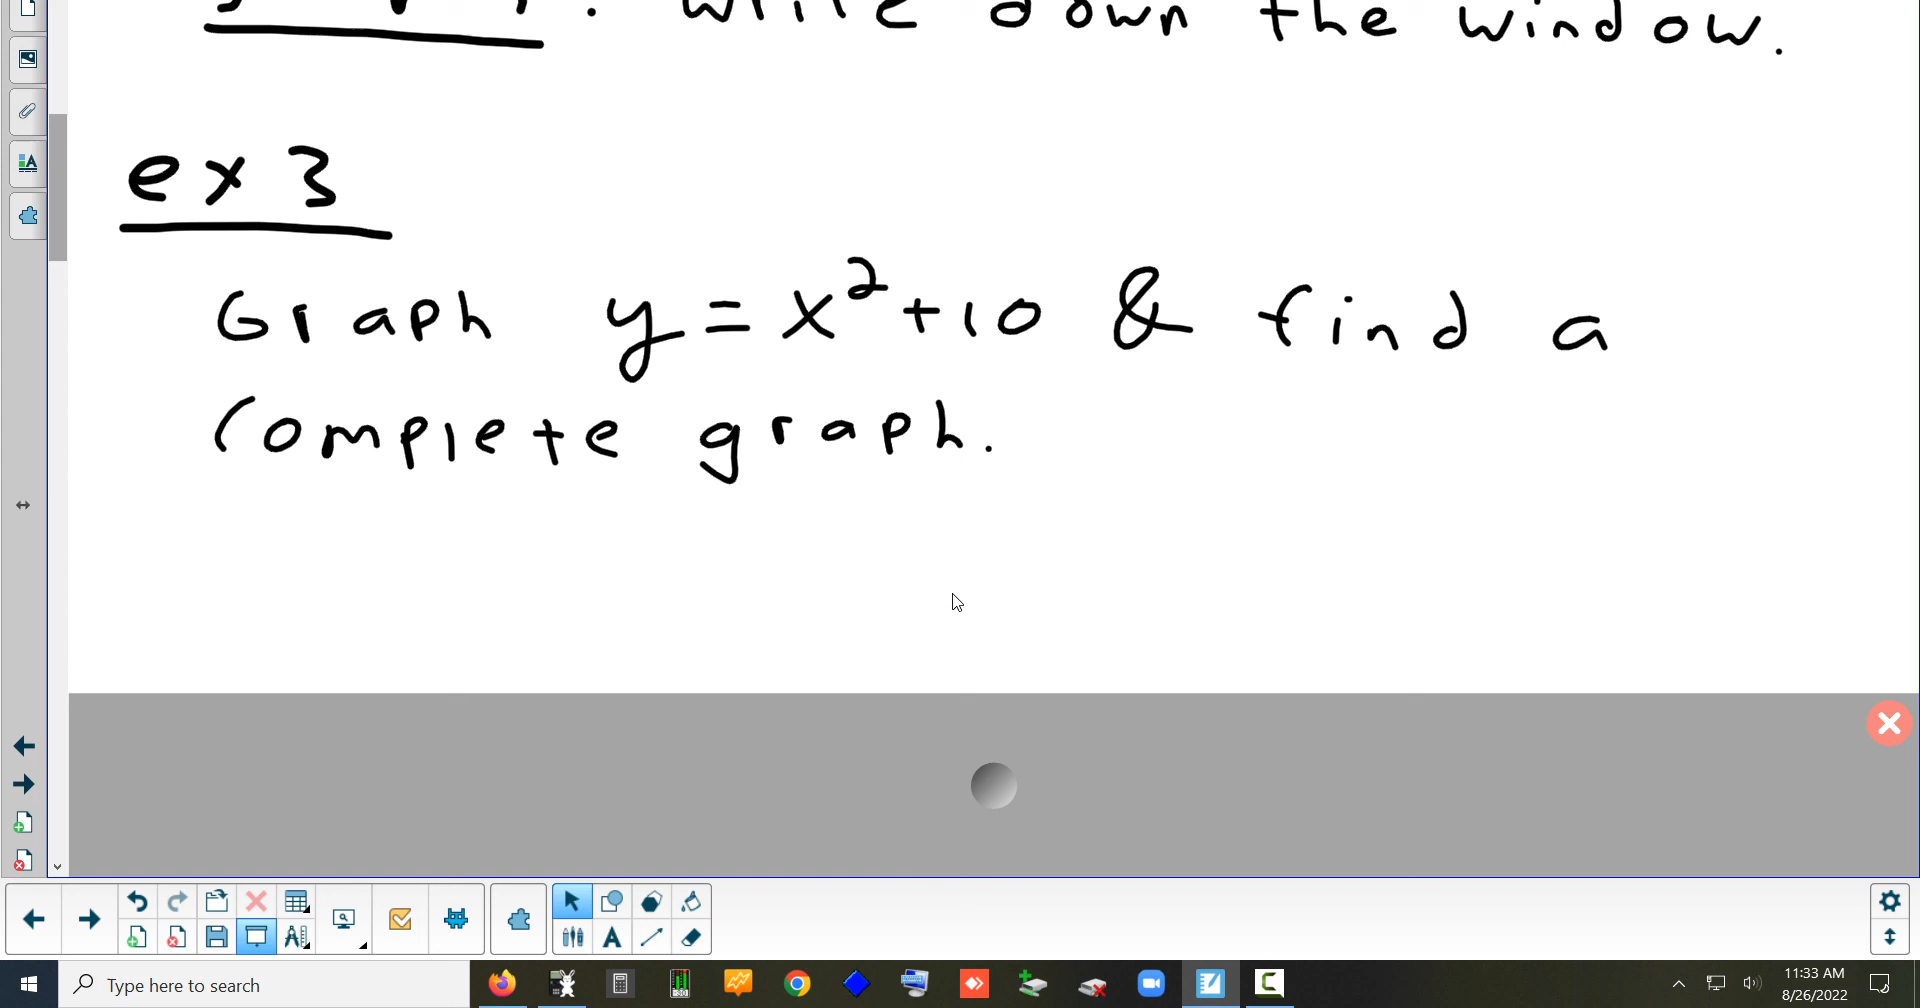 : write down the window.
ex 3
Graph y = x² + 10 & find a
complete graph.
Type here to search
11:33 AM
8/26/2022